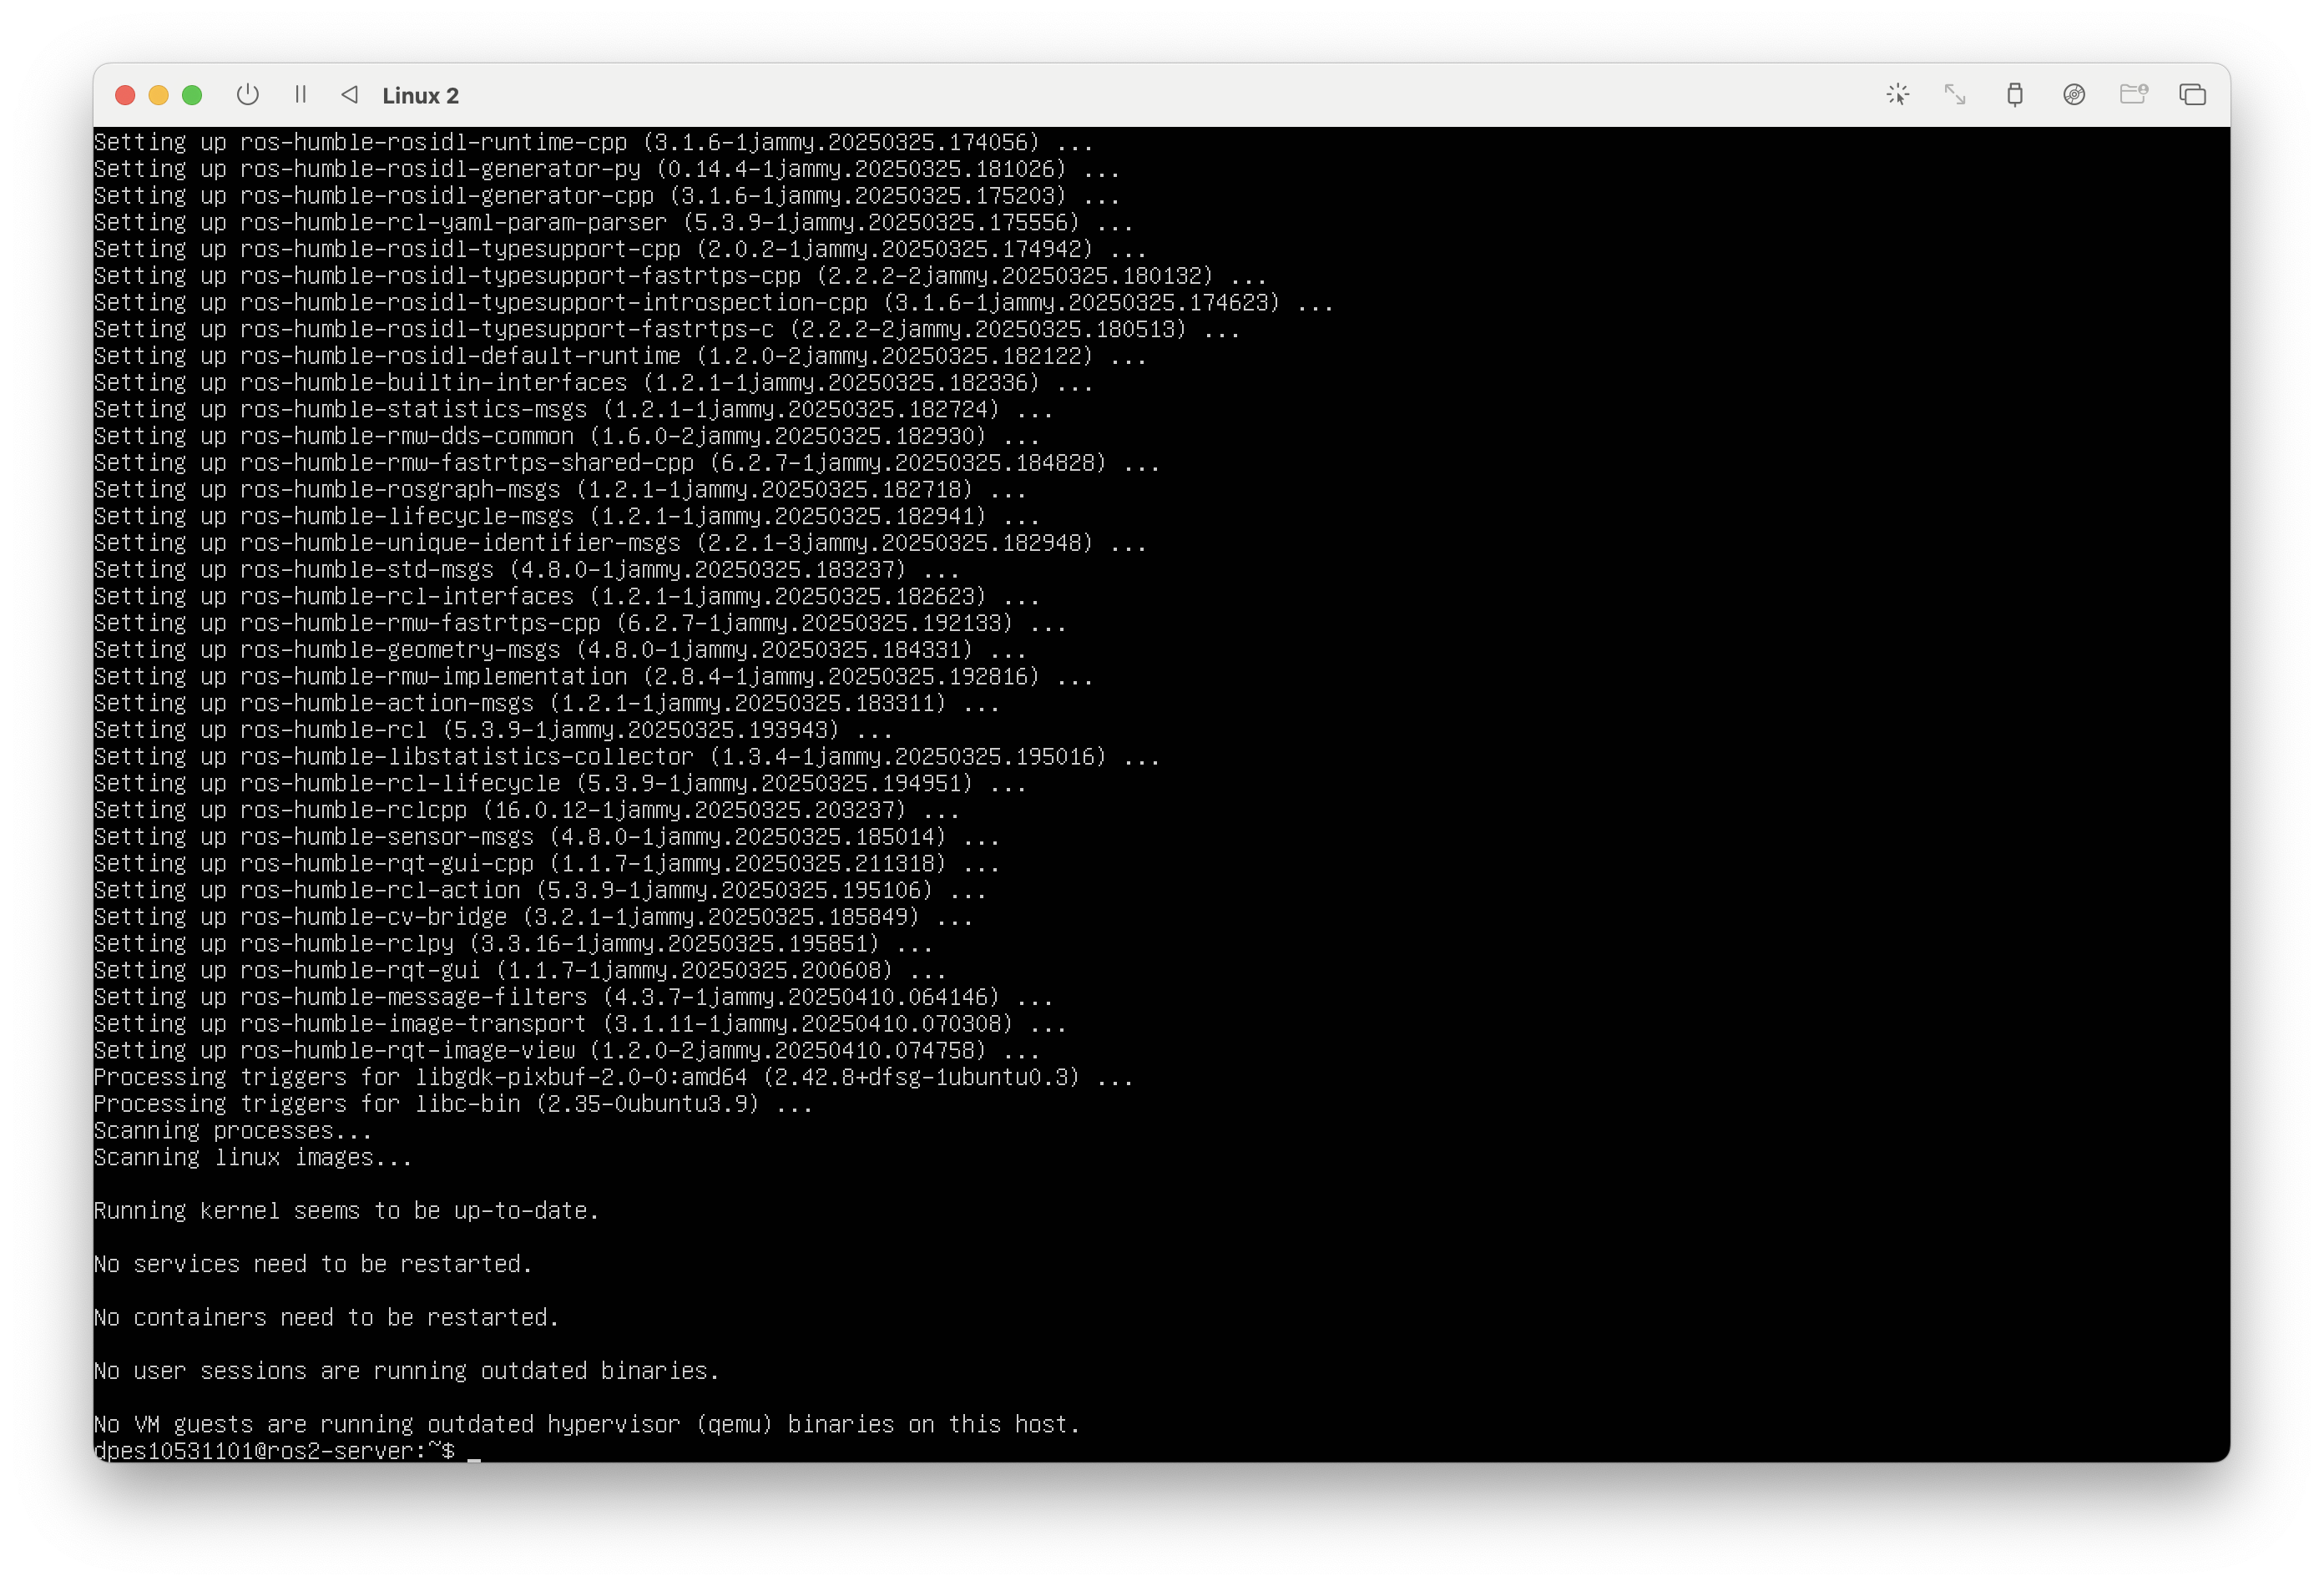 Linux 2
Setting up ros-humble-rosidl-runtime-cpp (3.1.6-1jammy.20250325.174056) ...
Setting up ros-humble-rosidl-generator-py (0.14.4-1jammy.20250325.181026) ...
Setting up ros-humble-rosidl-generator-cpp (3.1.6-1jammy.20250325.175203) ...
Setting up ros-humble-rcl-yaml-param-parser (5.3.9-1jammy.20250325.175556) ...
Setting up ros-humble-rosidl-typesupport-cpp (2.0.2-1jammy.20250325.174942) ...
Setting up ros-humble-rosidl-typesupport-fastrtps-cpp (2.2.2-2jammy.20250325.180132) ...
Setting up ros-humble-rosidl-typesupport-introspection-cpp (3.1.6-1jammy.20250325.174623) ...
Setting up ros-humble-rosidl-typesupport-fastrtps-c (2.2.2-2jammy.20250325.180513) ...
Setting up ros-humble-rosidl-default-runtime (1.2.0-2jammy.20250325.182122) ...
Setting up ros-humble-builtin-interfaces (1.2.1-1jammy.20250325.182336) ...
Setting up ros-humble-statistics-msgs (1.2.1-1jammy.20250325.182724) ...
Setting up ros-humble-rmw-dds-common (1.6.0-2jammy.20250325.182930) ...
Setting up ros-humble-rmw-fastrtps-shared-cpp (6.2.7-1jammy.20250325.184828) ...
Setting up ros-humble-rosgraph-msgs (1.2.1-1jammy.20250325.182718) ...
Setting up ros-humble-lifecycle-msgs (1.2.1-1jammy.20250325.182941) ...
Setting up ros-humble-unique-identifier-msgs (2.2.1-3jammy.20250325.182948) ...
Setting up ros-humble-std-msgs (4.8.0-1jammy.20250325.183237) ...
Setting up ros-humble-rcl-interfaces (1.2.1-1jammy.20250325.182623) ...
Setting up ros-humble-rmw-fastrtps-cpp (6.2.7-1jammy.20250325.192133) ...
Setting up ros-humble-geometry-msgs (4.8.0-1jammy.20250325.184331) ...
Setting up ros-humble-rmw-implementation (2.8.4-1jammy.20250325.192816) ...
Setting up ros-humble-action-msgs (1.2.1-1jammy.20250325.183311) ...
Setting up ros-humble-rcl (5.3.9-1jammy.20250325.193943) ...
Setting up ros-humble-libstatistics-collector (1.3.4-1jammy.20250325.195016) ...
Setting up ros-humble-rcl-lifecycle (5.3.9-1jammy.20250325.194951) ...
Setting up ros-humble-rclcpp (16.0.12-1jammy.20250325.203237) ...
Setting up ros-humble-sensor-msgs (4.8.0-1jammy.20250325.185014) ...
Setting up ros-humble-rqt-gui-cpp (1.1.7-1jammy.20250325.211318) ...
Setting up ros-humble-rcl-action (5.3.9-1jammy.20250325.195106) ...
Setting up ros-humble-cv-bridge (3.2.1-1jammy.20250325.185849) ...
Setting up ros-humble-rclpy (3.3.16-1jammy.20250325.195851) ...
Setting up ros-humble-rqt-gui (1.1.7-1jammy.20250325.200608) ...
Setting up ros-humble-message-filters (4.3.7-1jammy.20250410.064146) ...
Setting up ros-humble-image-transport (3.1.11-1jammy.20250410.070308) ...
Setting up ros-humble-rqt-image-view (1.2.0-2jammy.20250410.074758) ...
Processing triggers for libgdk-pixbuf-2.0-0:amd64 (2.42.8+dfsg-1ubuntu0.3) ...
Processing triggers for libc-bin (2.35-0ubuntu3.9) ...
Scanning processes...
Scanning linux images...
Running kernel seems to be up-to-date.
No services need to be restarted.
No containers need to be restarted.
No user sessions are running outdated binaries.
No VM guests are running outdated hypervisor (qemu) binaries on this host.
dpes10531101@ros2-server:~$ _